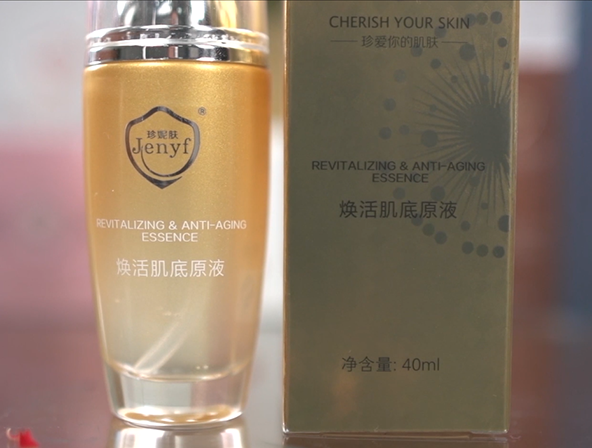 珍妮肤
Jenyf
®
REVITALIZING & ANTI-AGING
ESSENCE
焕活肌底原液
CHERISH YOUR SKIN
珍爱你的肌肤
REVITALIZING & ANTI-AGING
ESSENCE
焕活肌底原液
净含量: 40ml